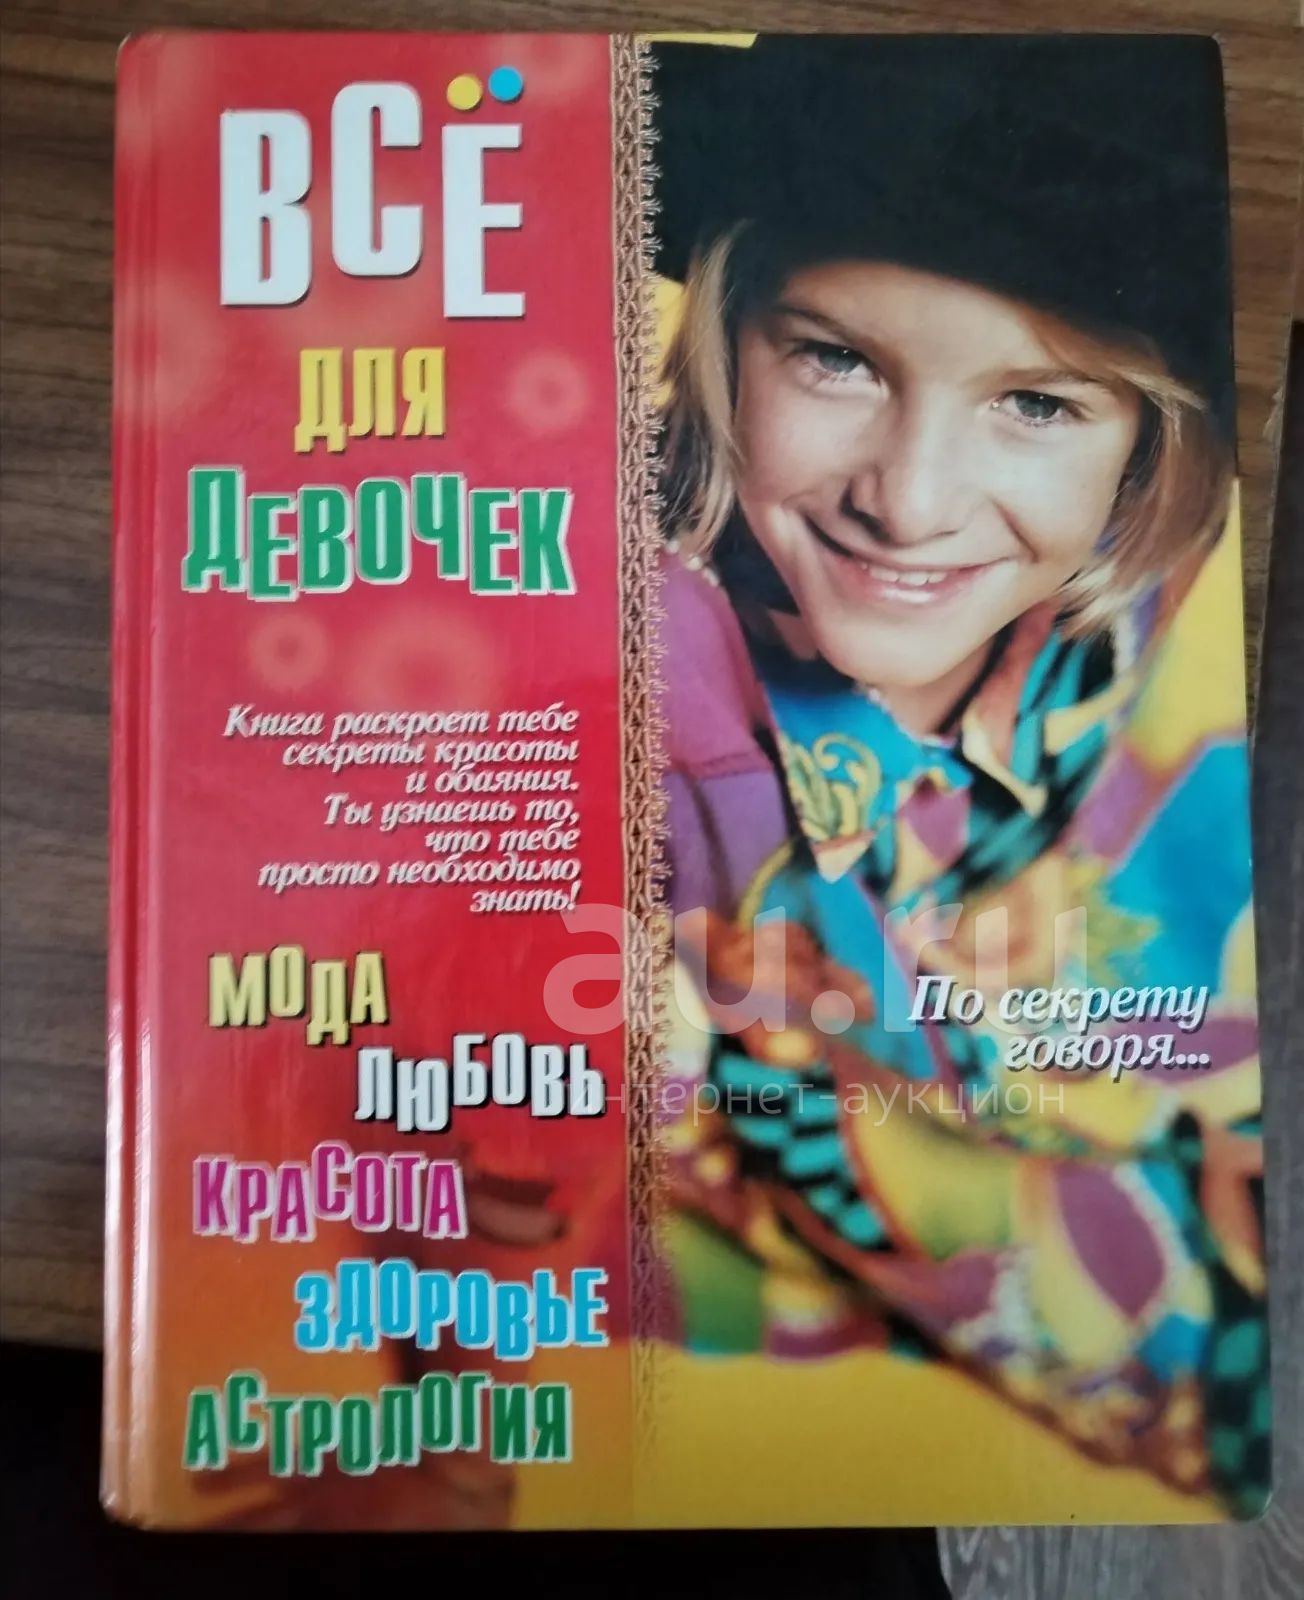 ВСЁ
для
ДЕВОЧЕК
Книга раскроет тебе
секреты красоты
и обаяния.
Ты узнаешь то,
что тебе
просто необходимо
знать!
МОДА
ЛЮБОВЬ
КРАСОТА
ЗДОРОВЬЕ
АСТРОЛОГИЯ
По секрету
говоря...
au.ru
интернет-аукцион